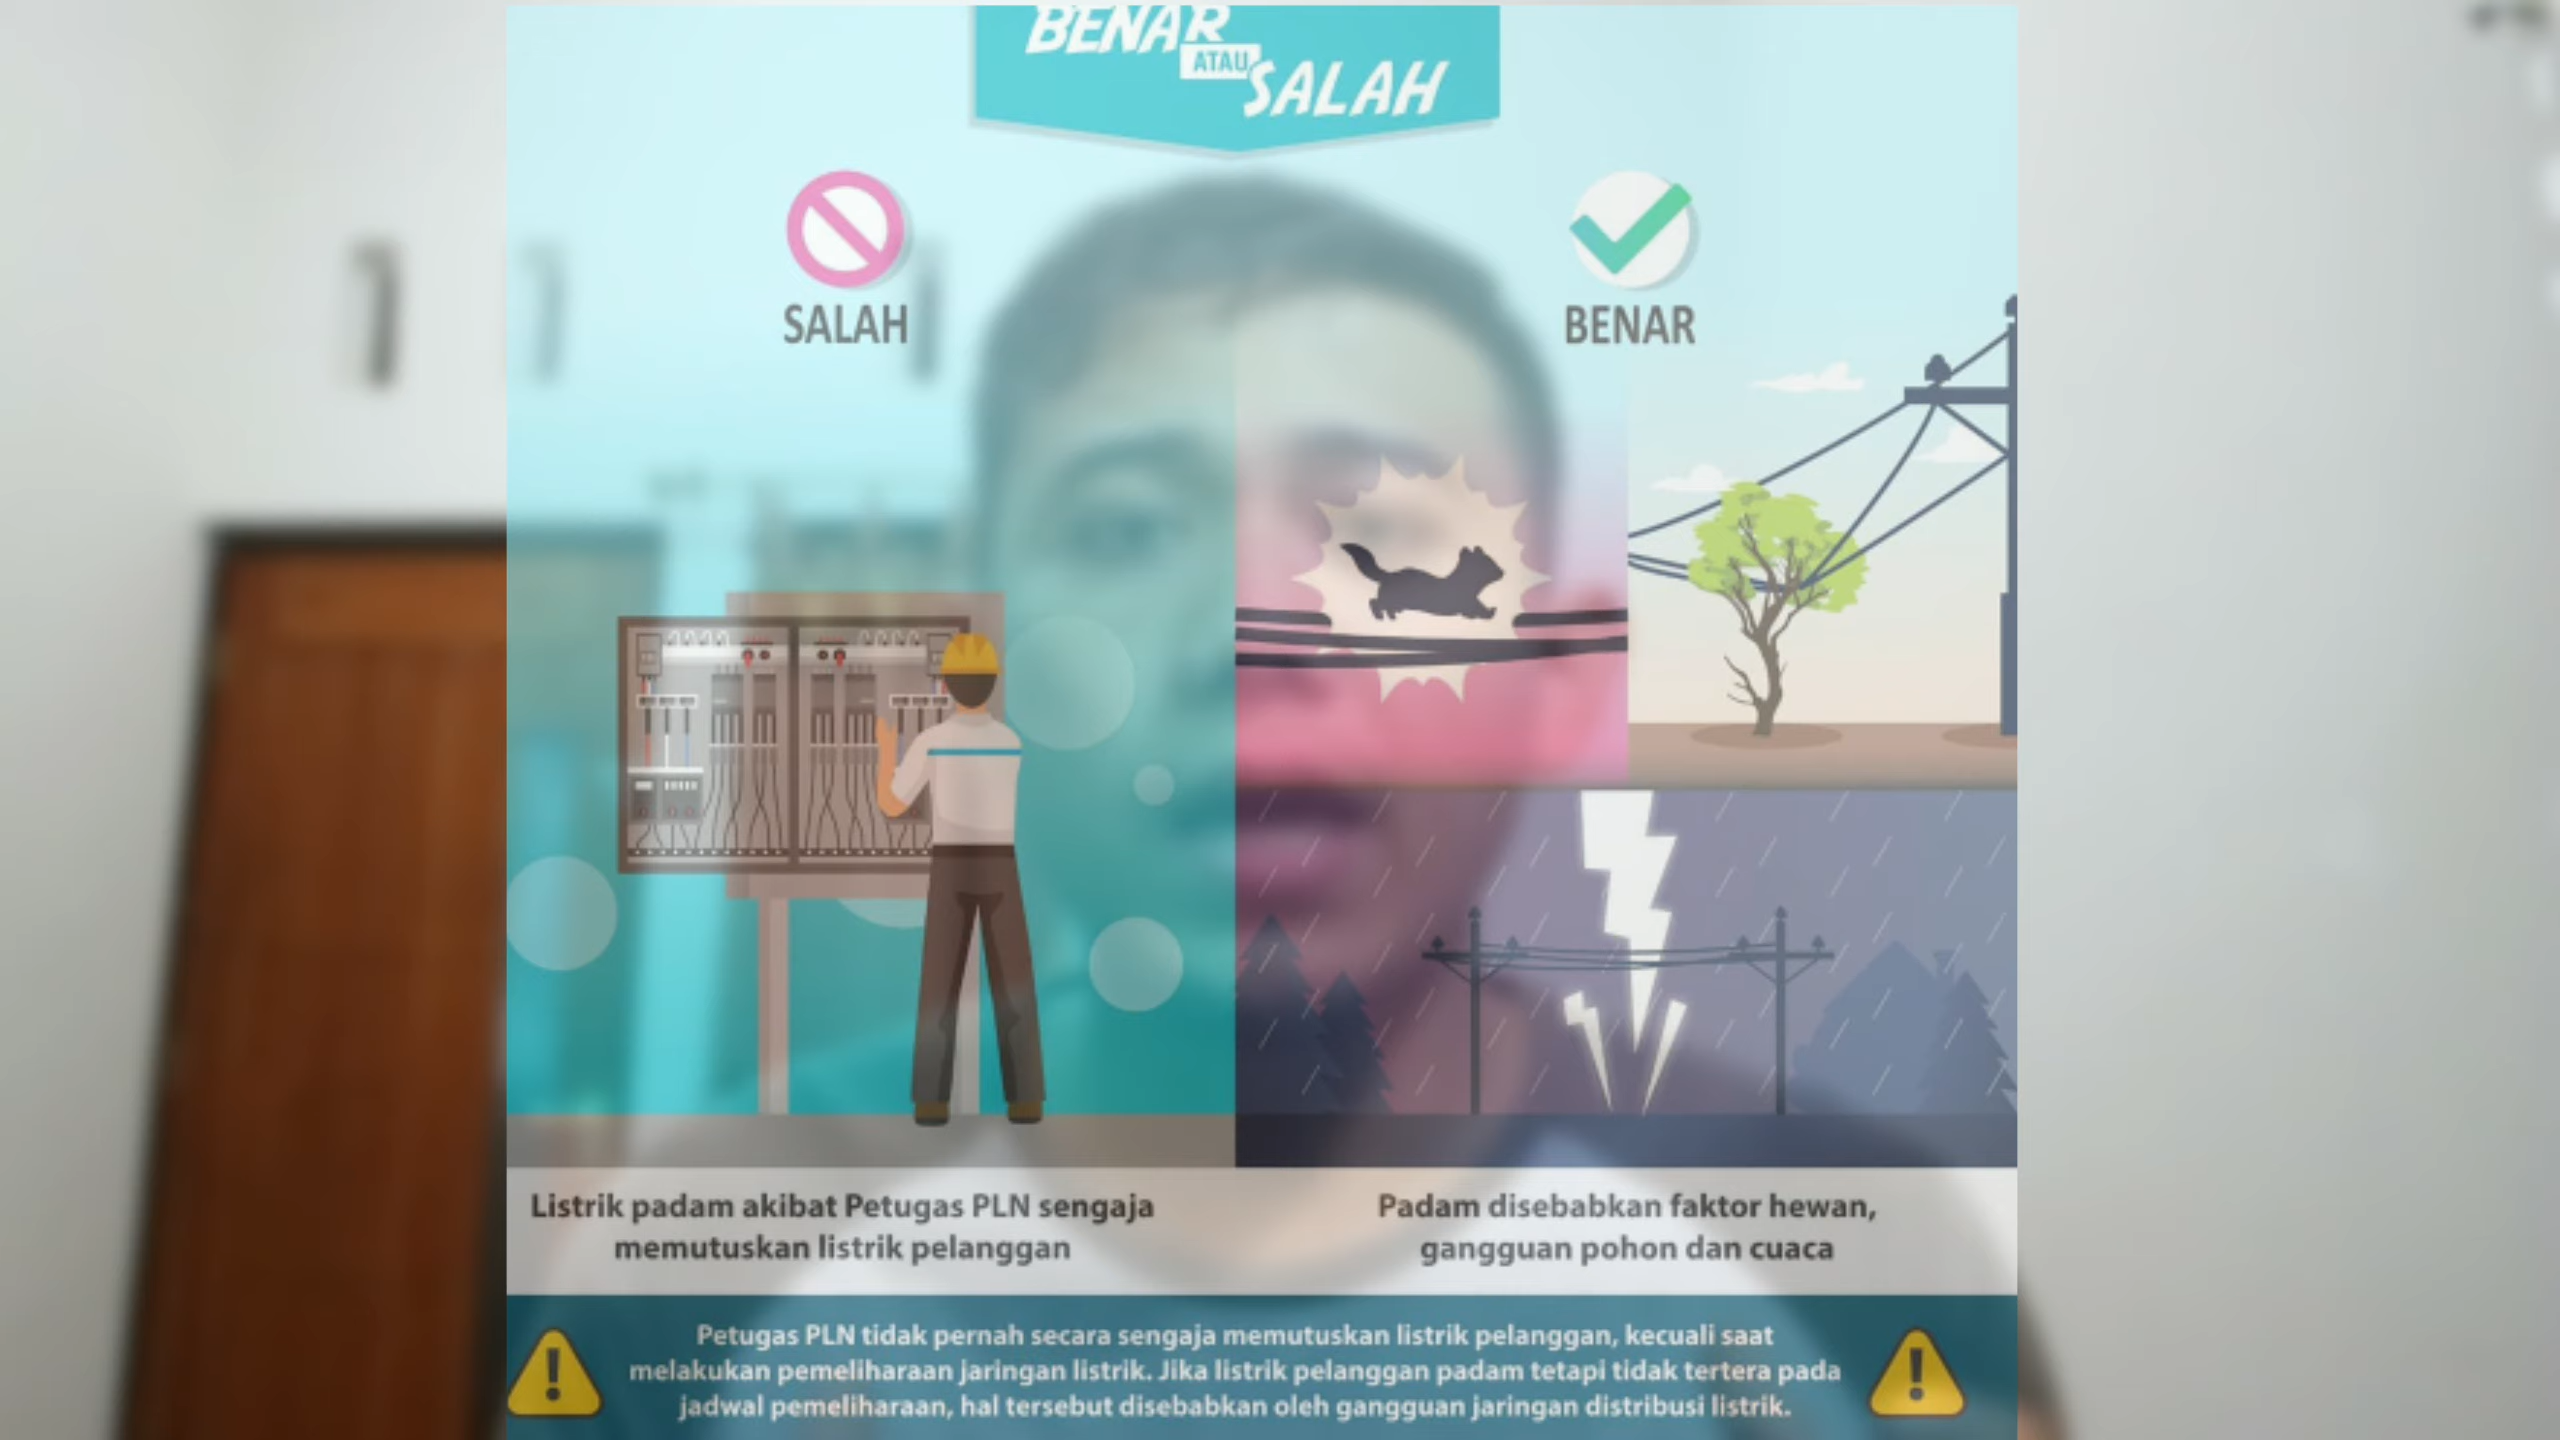 BENAR
ATAU
SALAH
SALAH
BENAR
Listrik padam akibat Petugas PLN sengaja
memutuskan listrik pelanggan
Padam disebabkan faktor hewan,
gangguan pohon dan cuaca
Petugas PLN tidak pernah secara sengaja memutuskan listrik pelanggan, kecuali saat
melakukan pemeliharaan jaringan listrik. Jika listrik pelanggan padam tetapi tidak tertera pada
jadwal pemeliharaan, hal tersebut disebabkan oleh gangguan jaringan distribusi listrik.